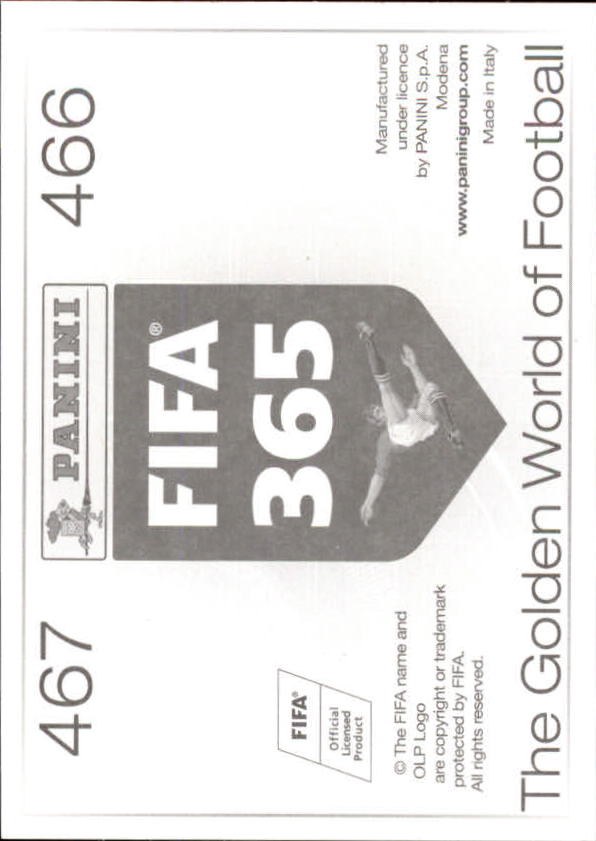 467
PANINI
466
FIFA®
365
FIFA®
Official
Licensed
Product
© The FIFA name and
OLP Logo
are copyright or trademark
protected by FIFA.
All rights reserved.
Manufactured
under licence
by PANINI S.p.A.
Modena
www.paninigroup.com
Made in Italy
The Golden World of Football